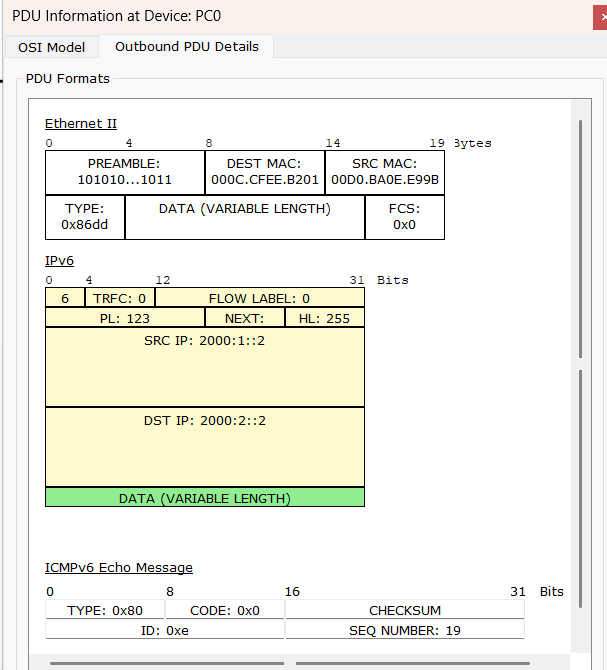 PDU Information at Device: PC0
OSI Model Outbound PDU Details
PDU Formats
Ethernet II
0 4 8 14 19 Bytes
PREAMBLE: DEST MAC: SRC MAC:
101010...1011 000C.CFEE.B201 00D0.BA0E.E99B
TYPE: DATA (VARIABLE LENGTH) FCS:
0x86dd 0x0
IPv6
0 4 12 31 Bits
6 TRFC: 0 FLOW LABEL: 0
PL: 123 NEXT: HL: 255
SRC IP: 2000:1::2
DST IP: 2000:2::2
DATA (VARIABLE LENGTH)
ICMPv6 Echo Message
0 8 16 31 Bits
TYPE: 0x80 CODE: 0x0 CHECKSUM
ID: 0xe SEQ NUMBER: 19